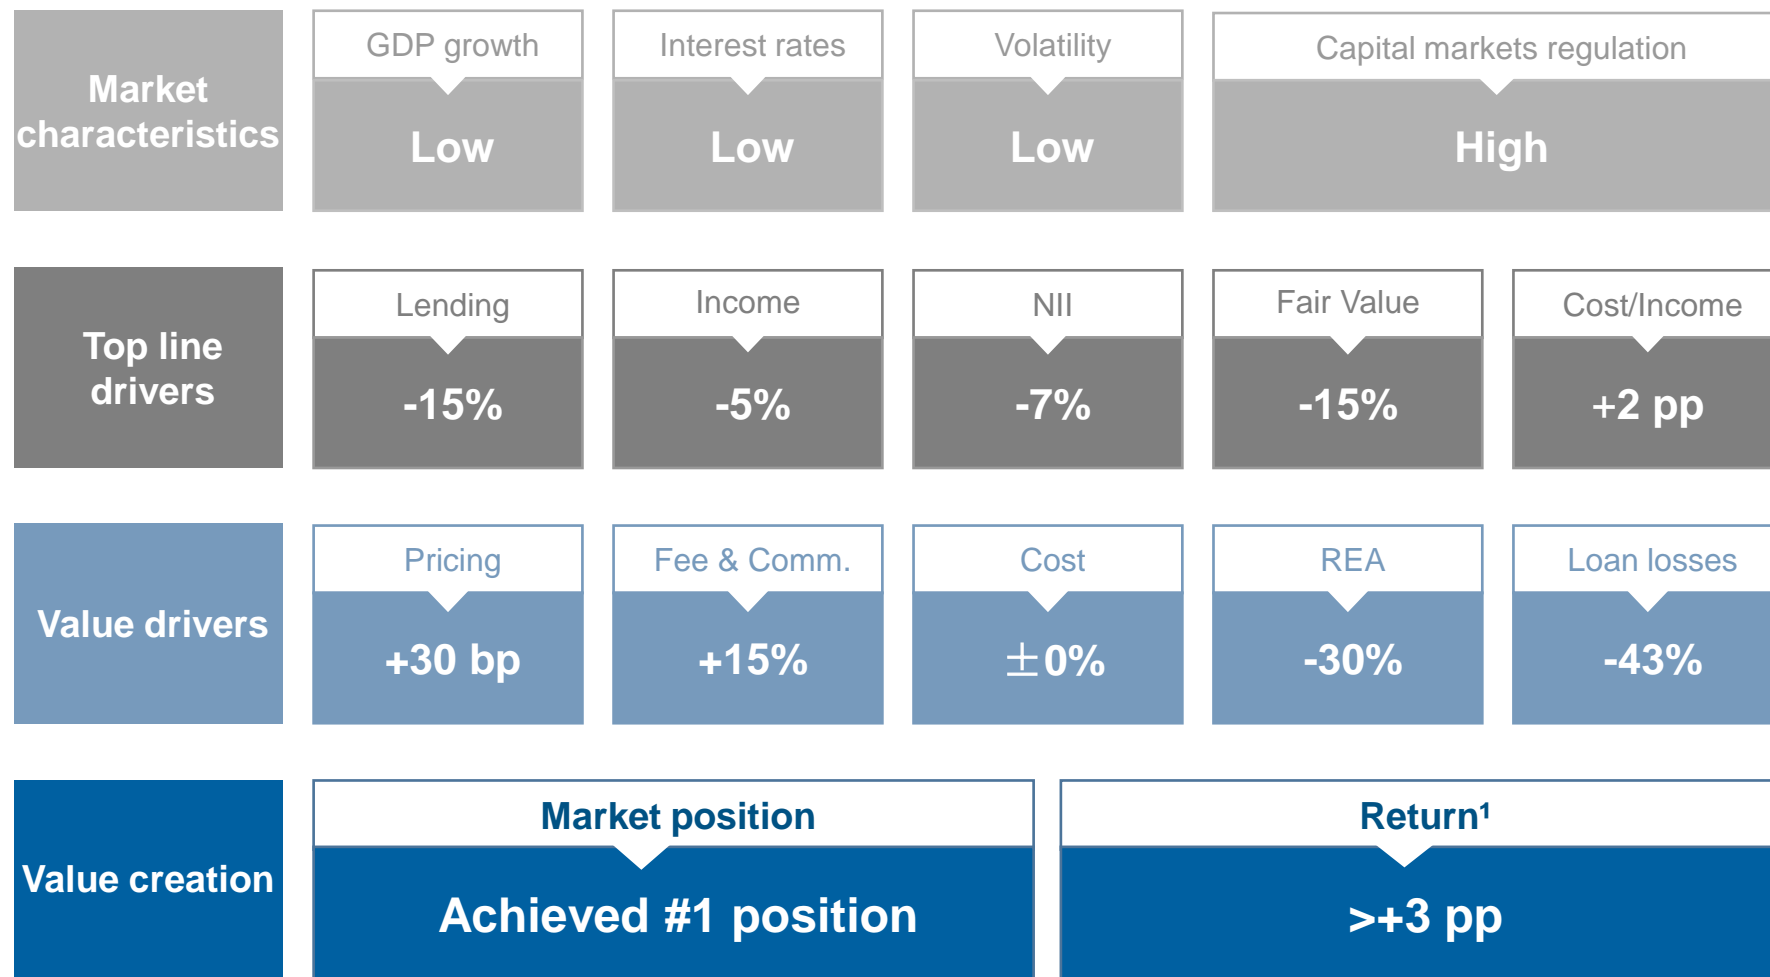 Market
characteristics
GDP growth
Low
Interest rates
Low
Volatility
Low
Capital markets regulation
High
Top line
drivers
Lending
-15%
Income
-5%
NII
-7%
Fair Value
-15%
Cost/Income
+2 pp
Value drivers
Pricing
+30 bp
Fee & Comm.
+15%
Cost
±0%
REA
-30%
Loan losses
-43%
Value creation
Market position
Achieved #1 position
Return¹
>+3 pp